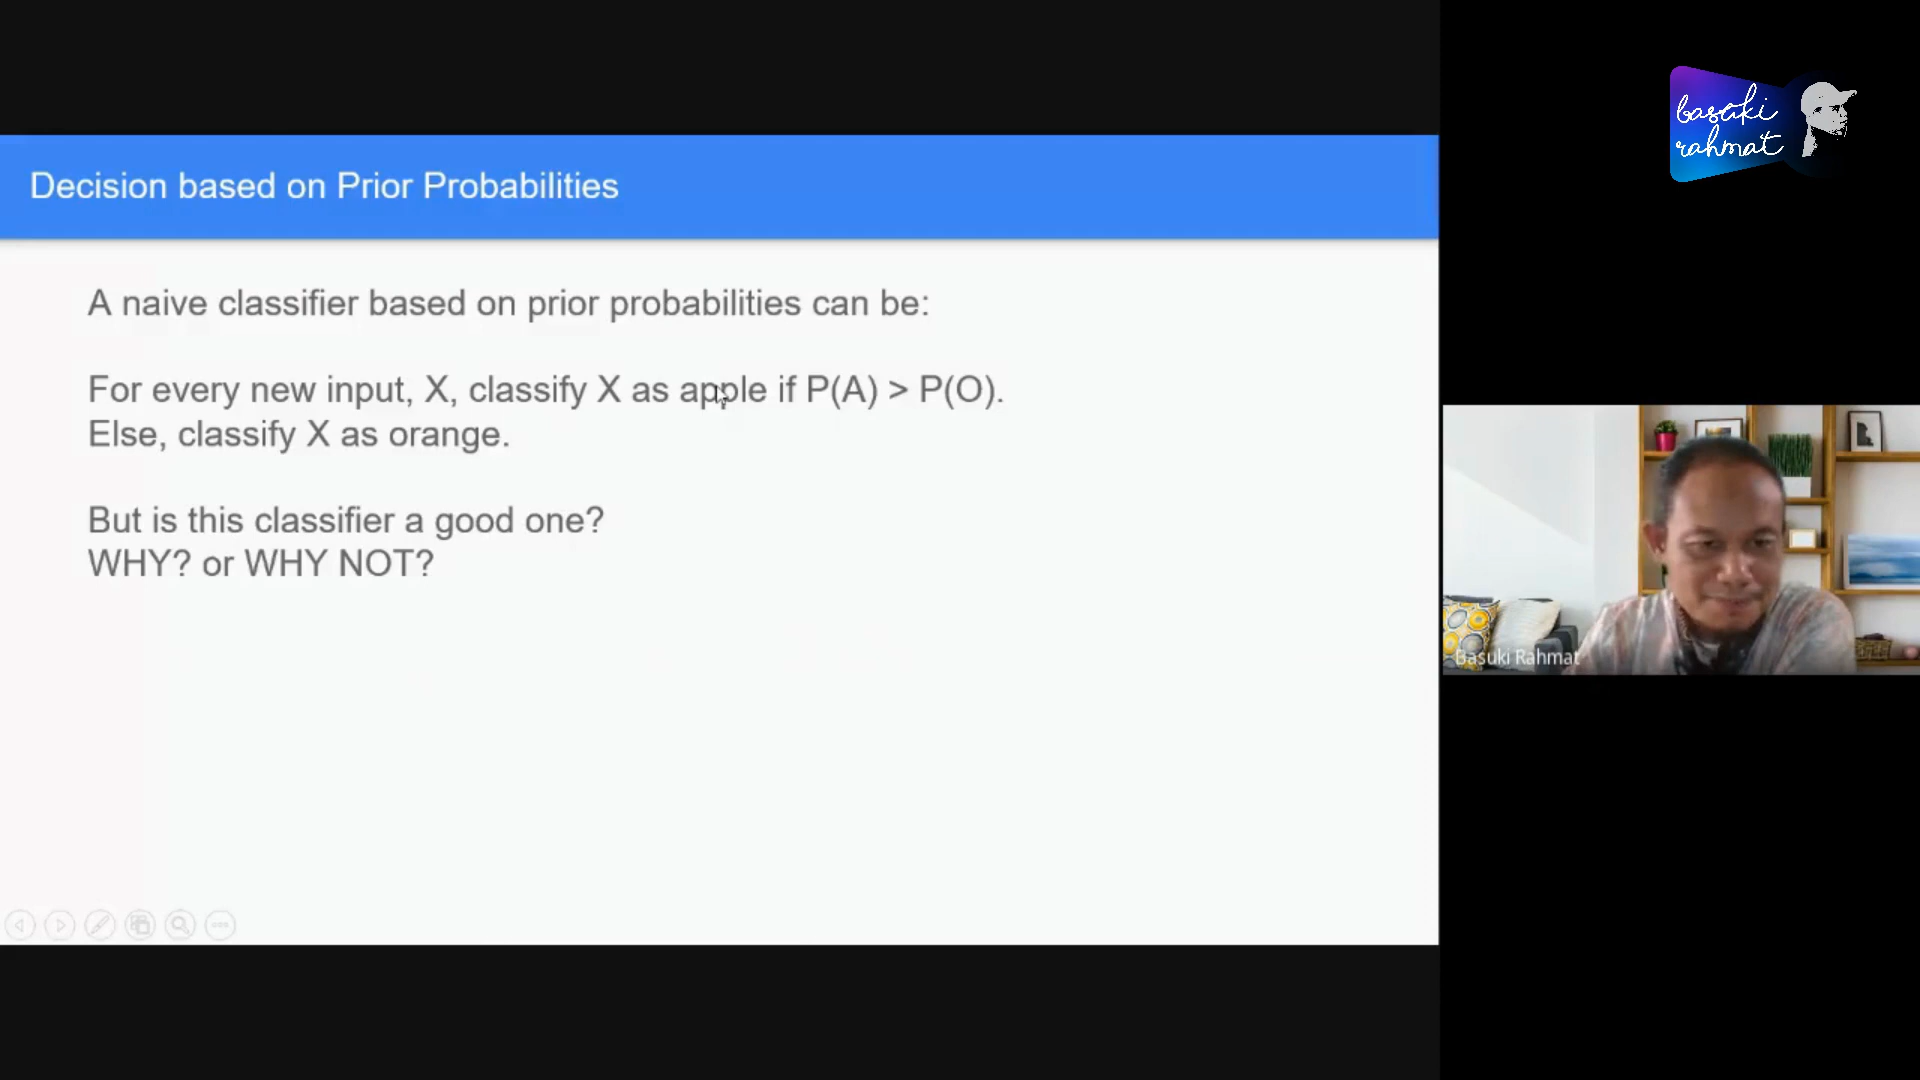 Decision based on Prior Probabilities
A naive classifier based on prior probabilities can be:
For every new input, X, classify X as apple if P(A) > P(O).
Else, classify X as orange.
But is this classifier a good one?
WHY? or WHY NOT?
basuki
rahmat
Basuki Rahmat